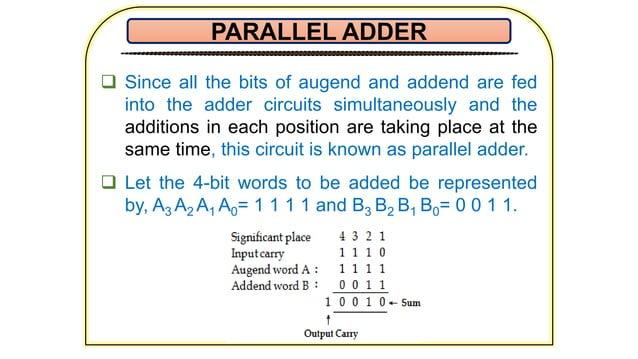 PARALLEL ADDER
Since all the bits of augend and addend are fed
into the adder circuits simultaneously and the
additions in each position are taking place at the
same time, this circuit is known as parallel adder.
Let the 4-bit words to be added be represented
by, A3 A2 A1 A0= 1 1 1 1 and B3 B2 B1 B0= 0 0 1 1.
Significant place 4 3 2 1
Input carry 1 1 1 0
Augend word A : 1 1 1 1
Addend word B : 0 0 1 1
1 0 0 1 0 ← Sum
↑
Output Carry